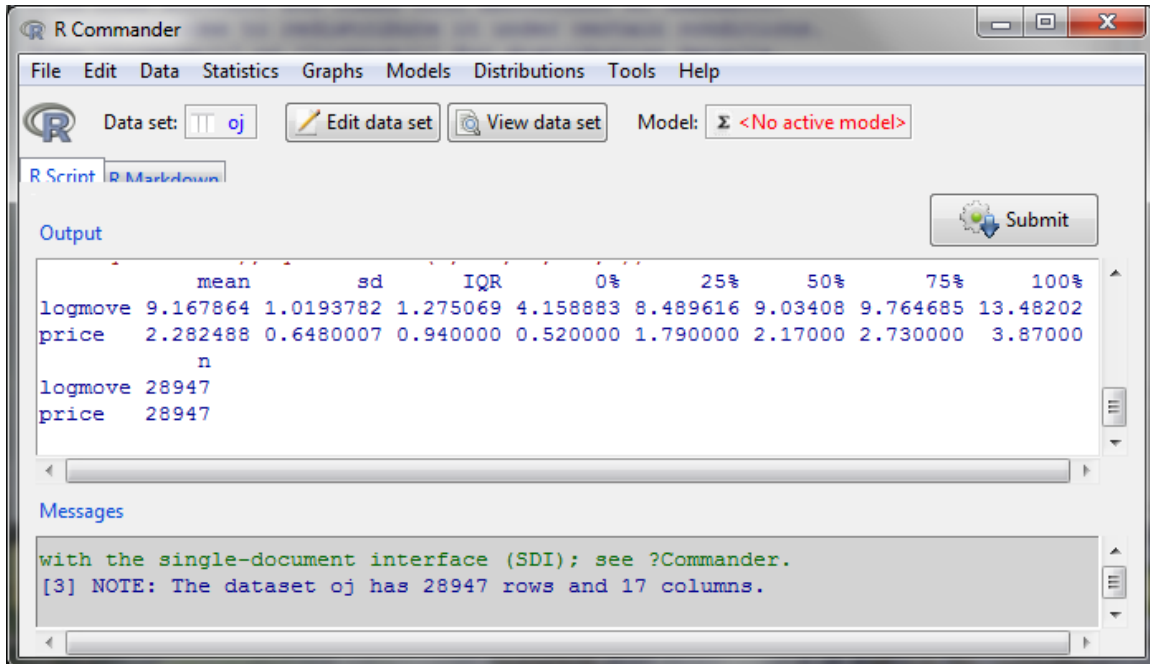 R Commander
File Edit Data Statistics Graphs Models Distributions Tools Help
R Data set: oj Edit data set View data set Model: Σ <No active model>
R Script R Markdown
Submit
Output
mean sd IQR 0% 25% 50% 75% 100%
logmove 9.167864 1.0193782 1.275069 4.158883 8.489616 9.03408 9.764685 13.48202
price 2.282488 0.6480007 0.940000 0.520000 1.790000 2.17000 2.730000 3.87000
n
logmove 28947
price 28947
Messages
with the single-document interface (SDI); see ?Commander.
[3] NOTE: The dataset oj has 28947 rows and 17 columns.